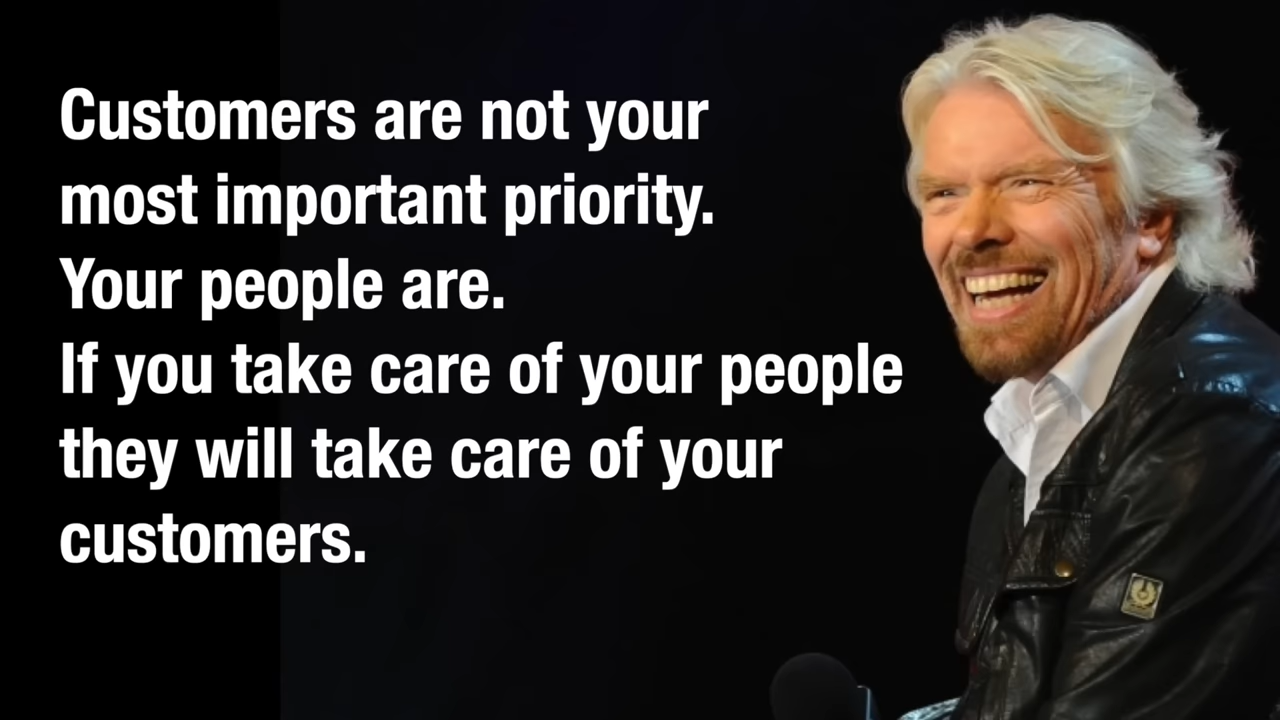 Customers are not your
most important priority.
Your people are.
If you take care of your people
they will take care of your
customers.